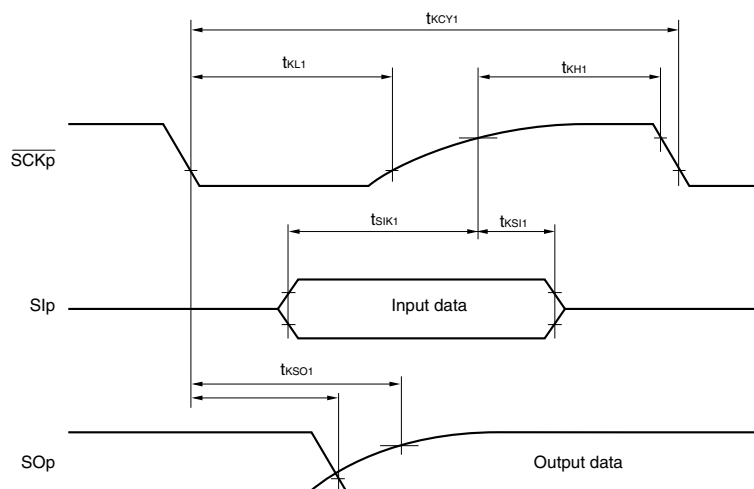 tKCY1
tKL1
tKH1
SCKp
tSIK1
tKSI1
SIp
Input data
tKSO1
SOp
Output data